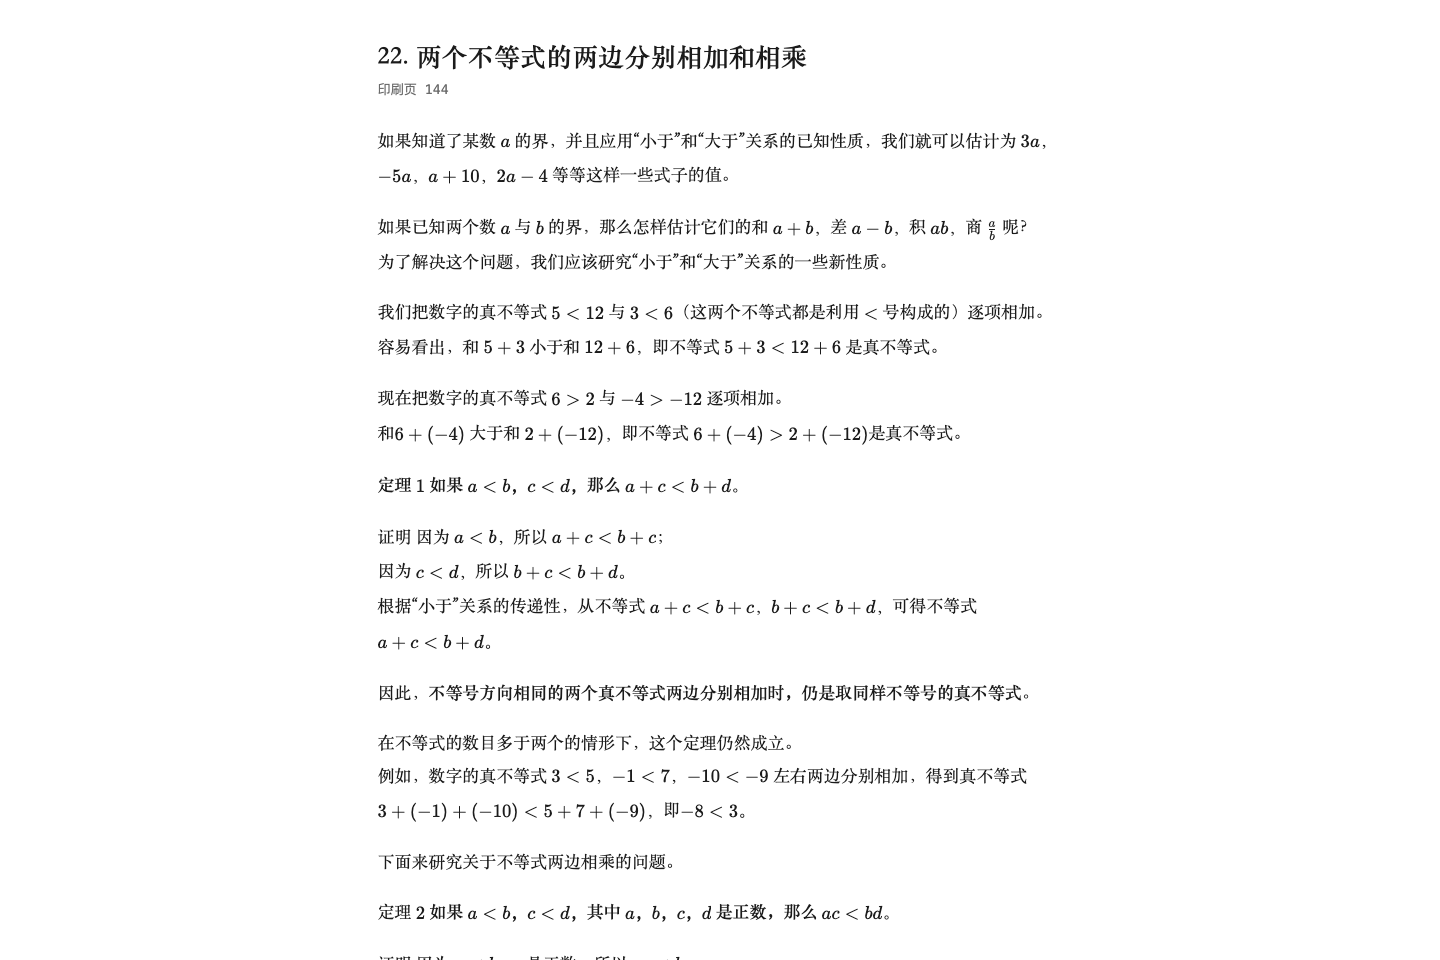 22. 两个不等式的两边分别相加和相乘
印刷页 144
如果知道了某数 a 的界，并且应用“小于”和“大于”关系的已知性质，我们就可以估计为 3a，
−5a，a + 10，2a − 4 等等这样一些式子的值。
如果已知两个数 a 与 b 的界，那么怎样估计它们的和 a + b，差 a − b，积 ab，商 a/b 呢？
为了解决这个问题，我们应该研究“小于”和“大于”关系的一些新性质。
我们把数字的真不等式 5 < 12 与 3 < 6（这两个不等式都是利用 < 号构成的）逐项相加。
容易看出，和 5 + 3 小于和 12 + 6，即不等式 5 + 3 < 12 + 6 是真不等式。
现在把数字的真不等式 6 > 2 与 −4 > −12 逐项相加。
和6 + (−4) 大于和 2 + (−12)，即不等式 6 + (−4) > 2 + (−12)是真不等式。
定理 1 如果 a < b，c < d，那么 a + c < b + d。
证明 因为 a < b，所以 a + c < b + c；
因为 c < d，所以 b + c < b + d。
根据“小于”关系的传递性，从不等式 a + c < b + c，b + c < b + d，可得不等式
a + c < b + d。
因此，不等号方向相同的两个真不等式两边分别相加时，仍是取同样不等号的真不等式。
在不等式的数目多于两个的情形下，这个定理仍然成立。
例如，数字的真不等式 3 < 5，−1 < 7，−10 < −9 左右两边分别相加，得到真不等式
3 + (−1) + (−10) < 5 + 7 + (−9)，即−8 < 3。
下面来研究关于不等式两边相乘的问题。
定理 2 如果 a < b，c < d，其中 a，b，c，d 是正数，那么 ac < bd。